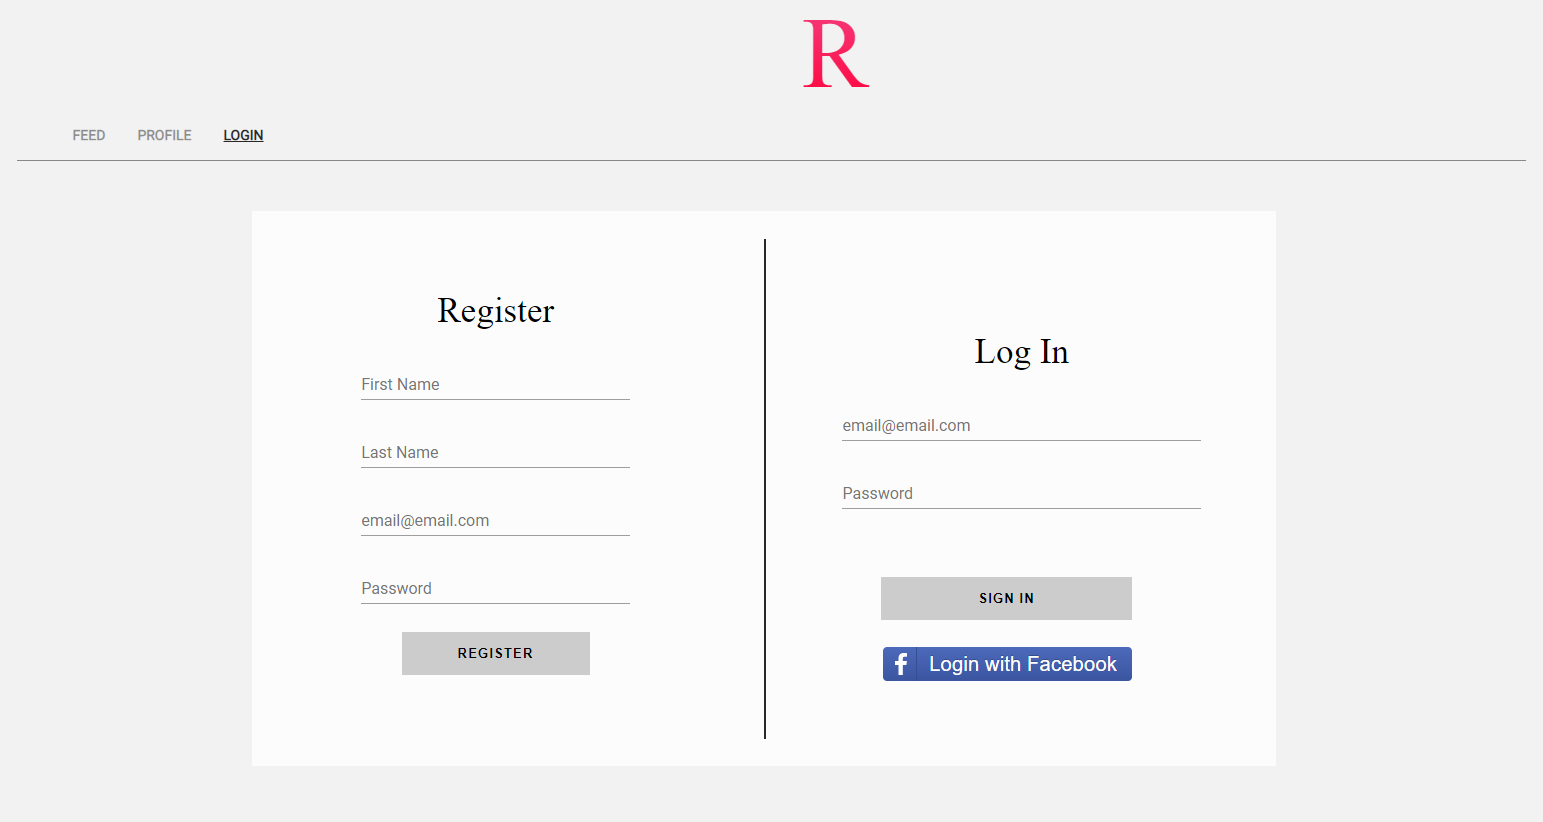 R
FEED PROFILE LOGIN
Register
First Name
Last Name
email@email.com
Password
REGISTER
Log In
email@email.com
Password
SIGN IN
f Login with Facebook